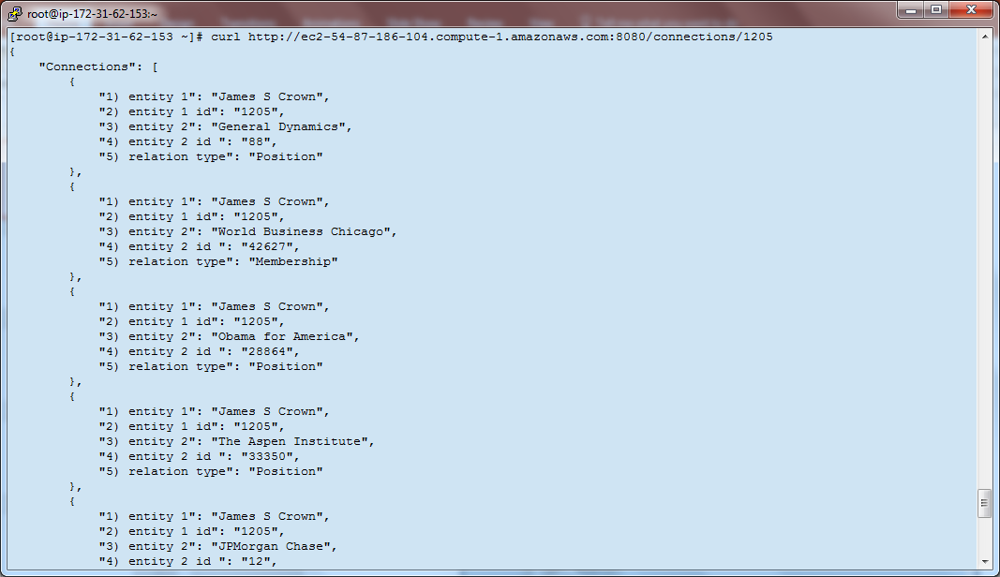 root@ip-172-31-62-153:~
[root@ip-172-31-62-153 ~]# curl http://ec2-54-87-186-104.compute-1.amazonaws.com:8080/connections/1205
{
    "Connections": [
        {
            "1) entity 1": "James S Crown",
            "2) entity 1 id": "1205",
            "3) entity 2": "General Dynamics",
            "4) entity 2 id ": "88",
            "5) relation type": "Position"
        },
        {
            "1) entity 1": "James S Crown",
            "2) entity 1 id": "1205",
            "3) entity 2": "World Business Chicago",
            "4) entity 2 id ": "42627",
            "5) relation type": "Membership"
        },
        {
            "1) entity 1": "James S Crown",
            "2) entity 1 id": "1205",
            "3) entity 2": "Obama for America",
            "4) entity 2 id ": "28864",
            "5) relation type": "Position"
        },
        {
            "1) entity 1": "James S Crown",
            "2) entity 1 id": "1205",
            "3) entity 2": "The Aspen Institute",
            "4) entity 2 id ": "33350",
            "5) relation type": "Position"
        },
        {
            "1) entity 1": "James S Crown",
            "2) entity 1 id": "1205",
            "3) entity 2": "JPMorgan Chase",
            "4) entity 2 id ": "12",